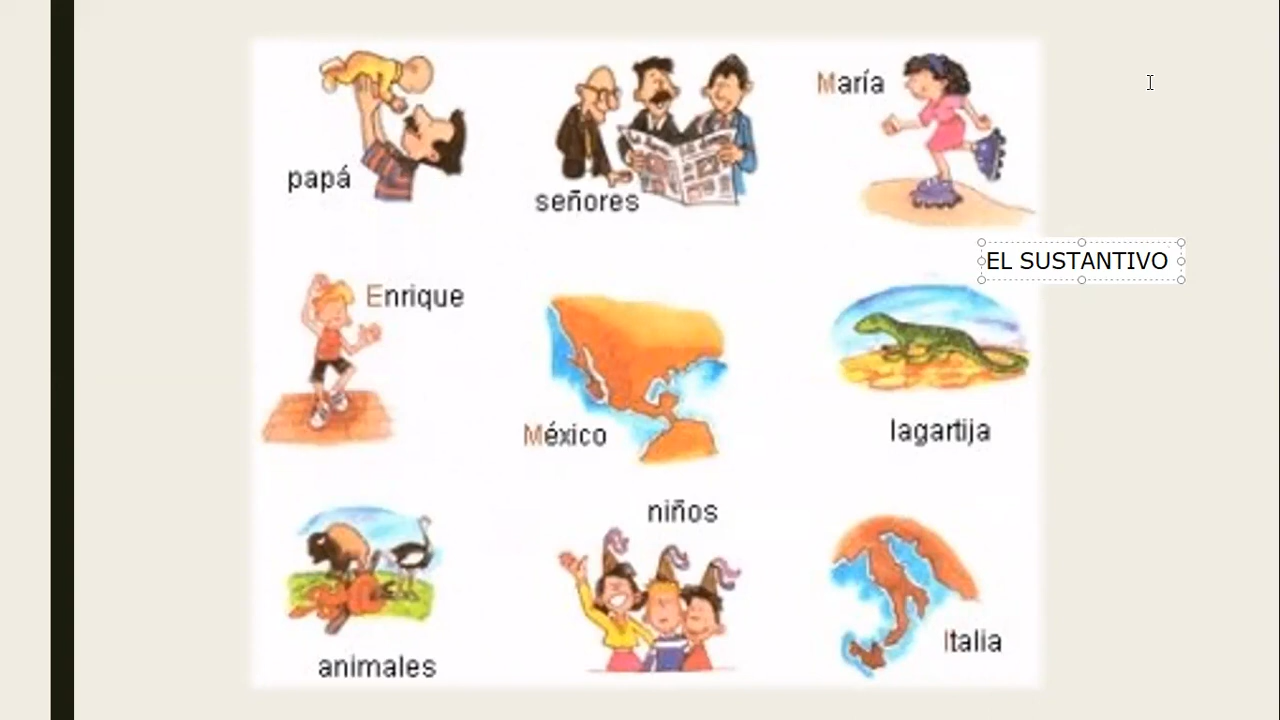 María
papá
señores
EL SUSTANTIVO
Enrique
México
lagartija
niños
Italia
animales